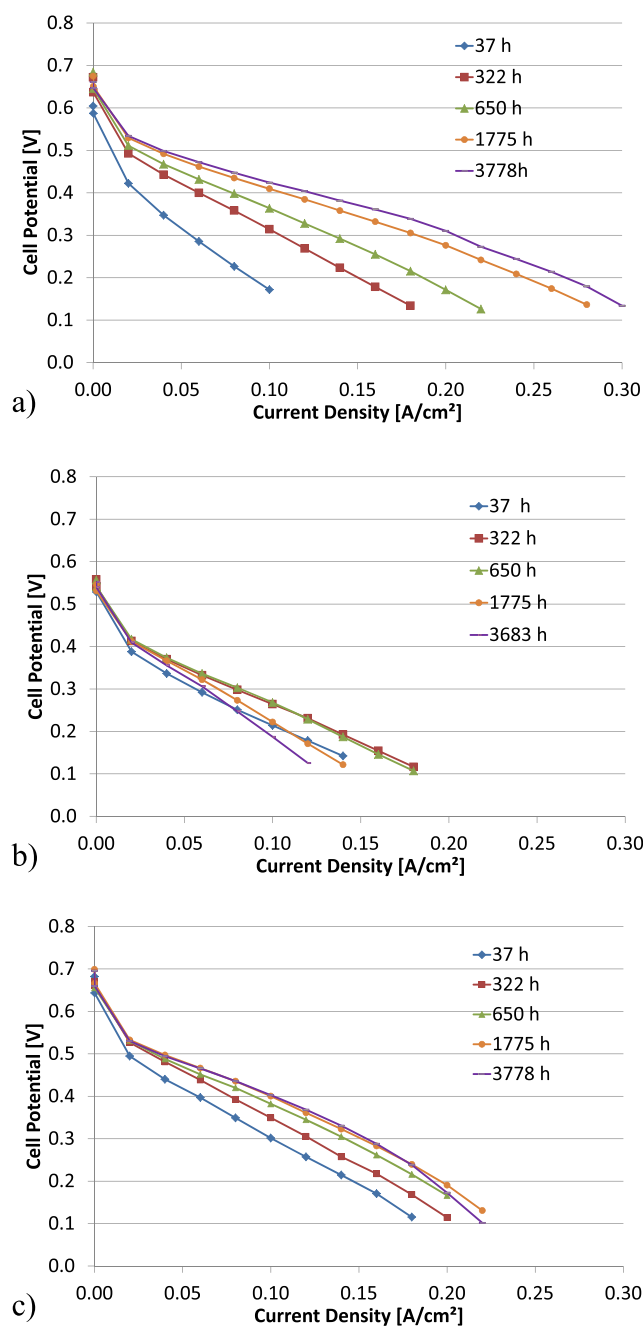 0.8
0.7
0.6
0.5
0.4
0.3
0.2
0.1
0.0
Cell Potential [V]
37 h
322 h
650 h
1775 h
3778h
0.00 0.05 0.10 0.15 0.20 0.25 0.30
Current Density [A/cm²]
a)
0.8
0.7
0.6
0.5
0.4
0.3
0.2
0.1
0.0
Cell Potential [V]
37 h
322 h
650 h
1775 h
3683 h
0.00 0.05 0.10 0.15 0.20 0.25 0.30
Current Density [A/cm²]
b)
0.8
0.7
0.6
0.5
0.4
0.3
0.2
0.1
0.0
Cell Potential [V]
37 h
322 h
650 h
1775 h
3778 h
0.00 0.05 0.10 0.15 0.20 0.25 0.30
Current Density [A/cm²]
c)